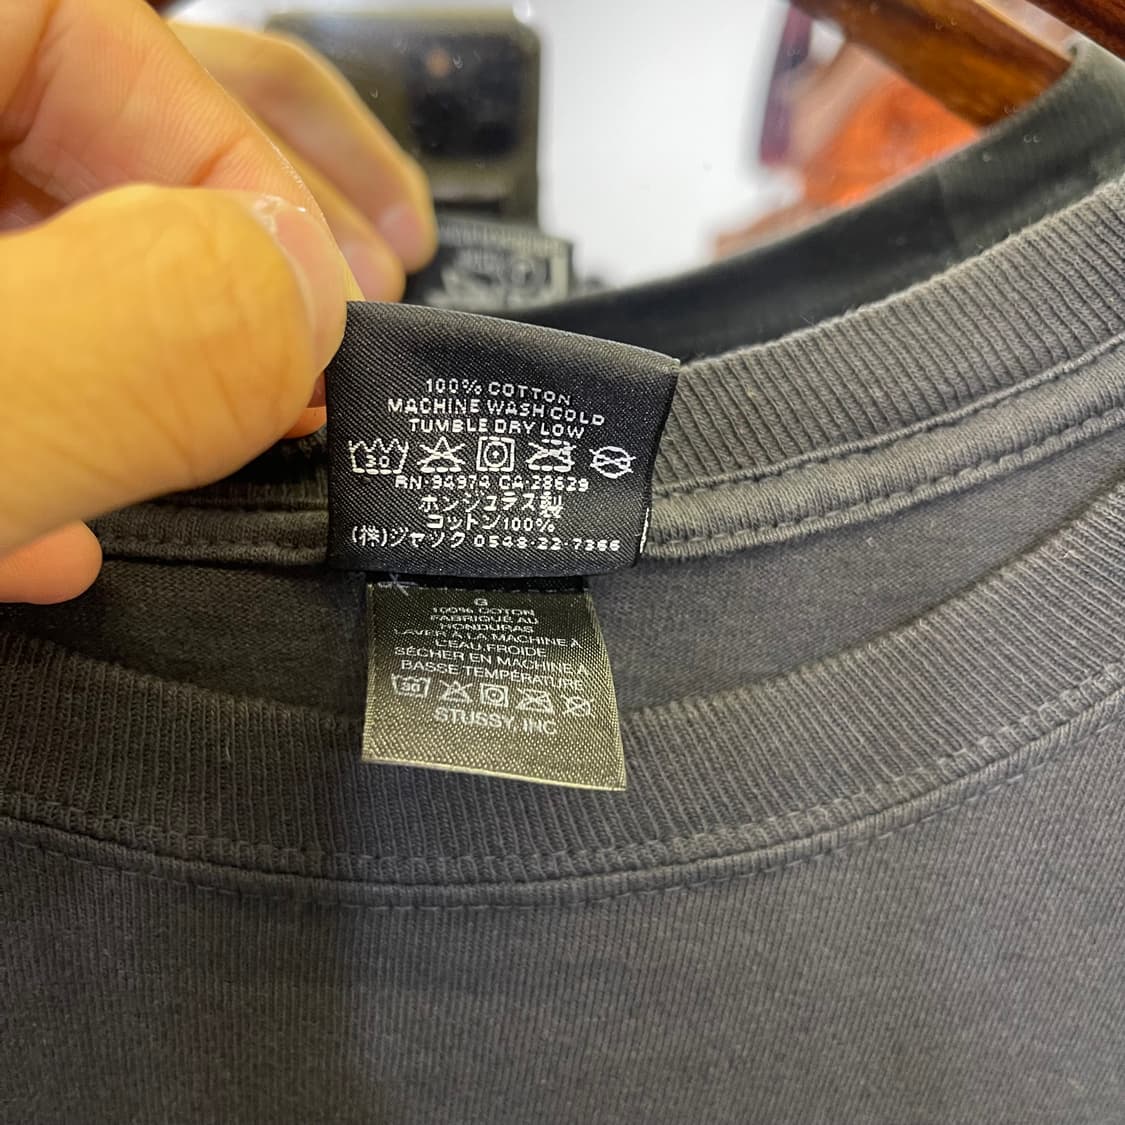 100% COTTON
MACHINE WASH COLD
TUMBLE DRY LOW
30
RN 94974 CA 28629
ホンジュラス製
コットン100%
(株)ジャック 0548-22-7366
G
100% COTON
FABRIQUÉ AU
HONDURAS
LAVER À LA MACHINE À
L'EAU FROIDE
SÉCHER EN MACHINE À
BASSE TEMPÉRATURE
30
STUSSY, INC